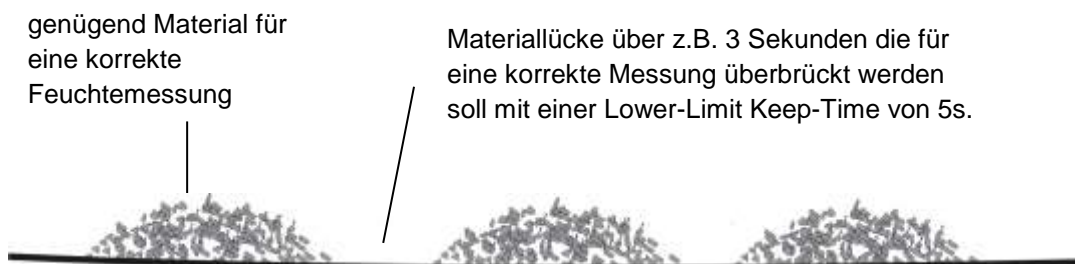 genügend Material für
eine korrekte
Feuchtemessung
Materiallücke über z.B. 3 Sekunden die für
eine korrekte Messung überbrückt werden
soll mit einer Lower-Limit Keep-Time von 5s.